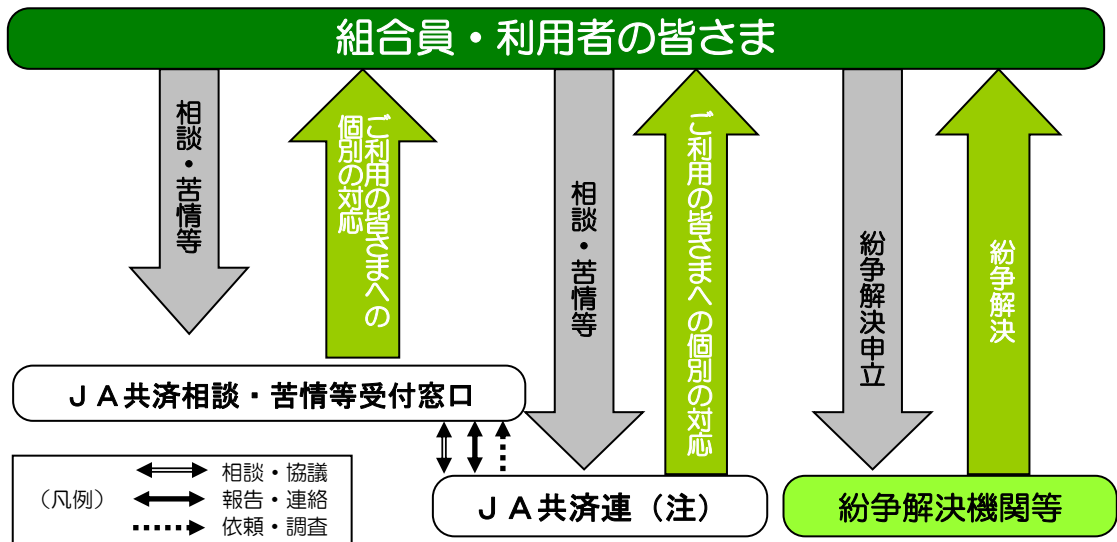 組合員・利用者の皆さま
相談・苦情等
ご利用の皆さまへの
個別の対応
相談・苦情等
ご利用の皆さまへの個別の対応
紛争解決申立
紛争解決
ＪＡ共済相談・苦情等受付窓口
（凡例）
相談・協議
報告・連絡
依頼・調査
ＪＡ共済連（注）
紛争解決機関等